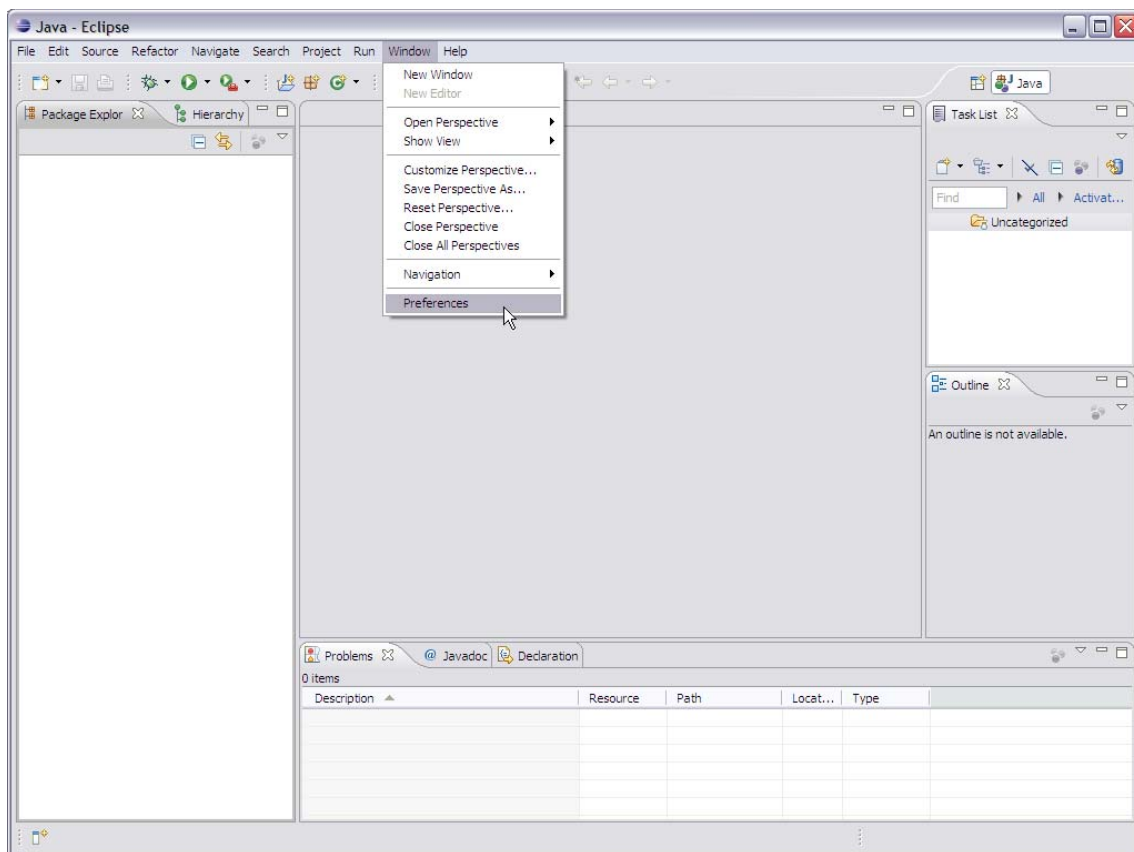 Java - Eclipse
File Edit Source Refactor Navigate Search Project Run Window Help
Java
New Window
New Editor
Open Perspective
Show View
Customize Perspective...
Save Perspective As...
Reset Perspective...
Close Perspective
Close All Perspectives
Navigation
Preferences
Package Explor
Hierarchy
Task List
Find All Activat...
Uncategorized
Outline
An outline is not available.
Problems @ Javadoc Declaration
0 items
Description Resource Path Locat... Type